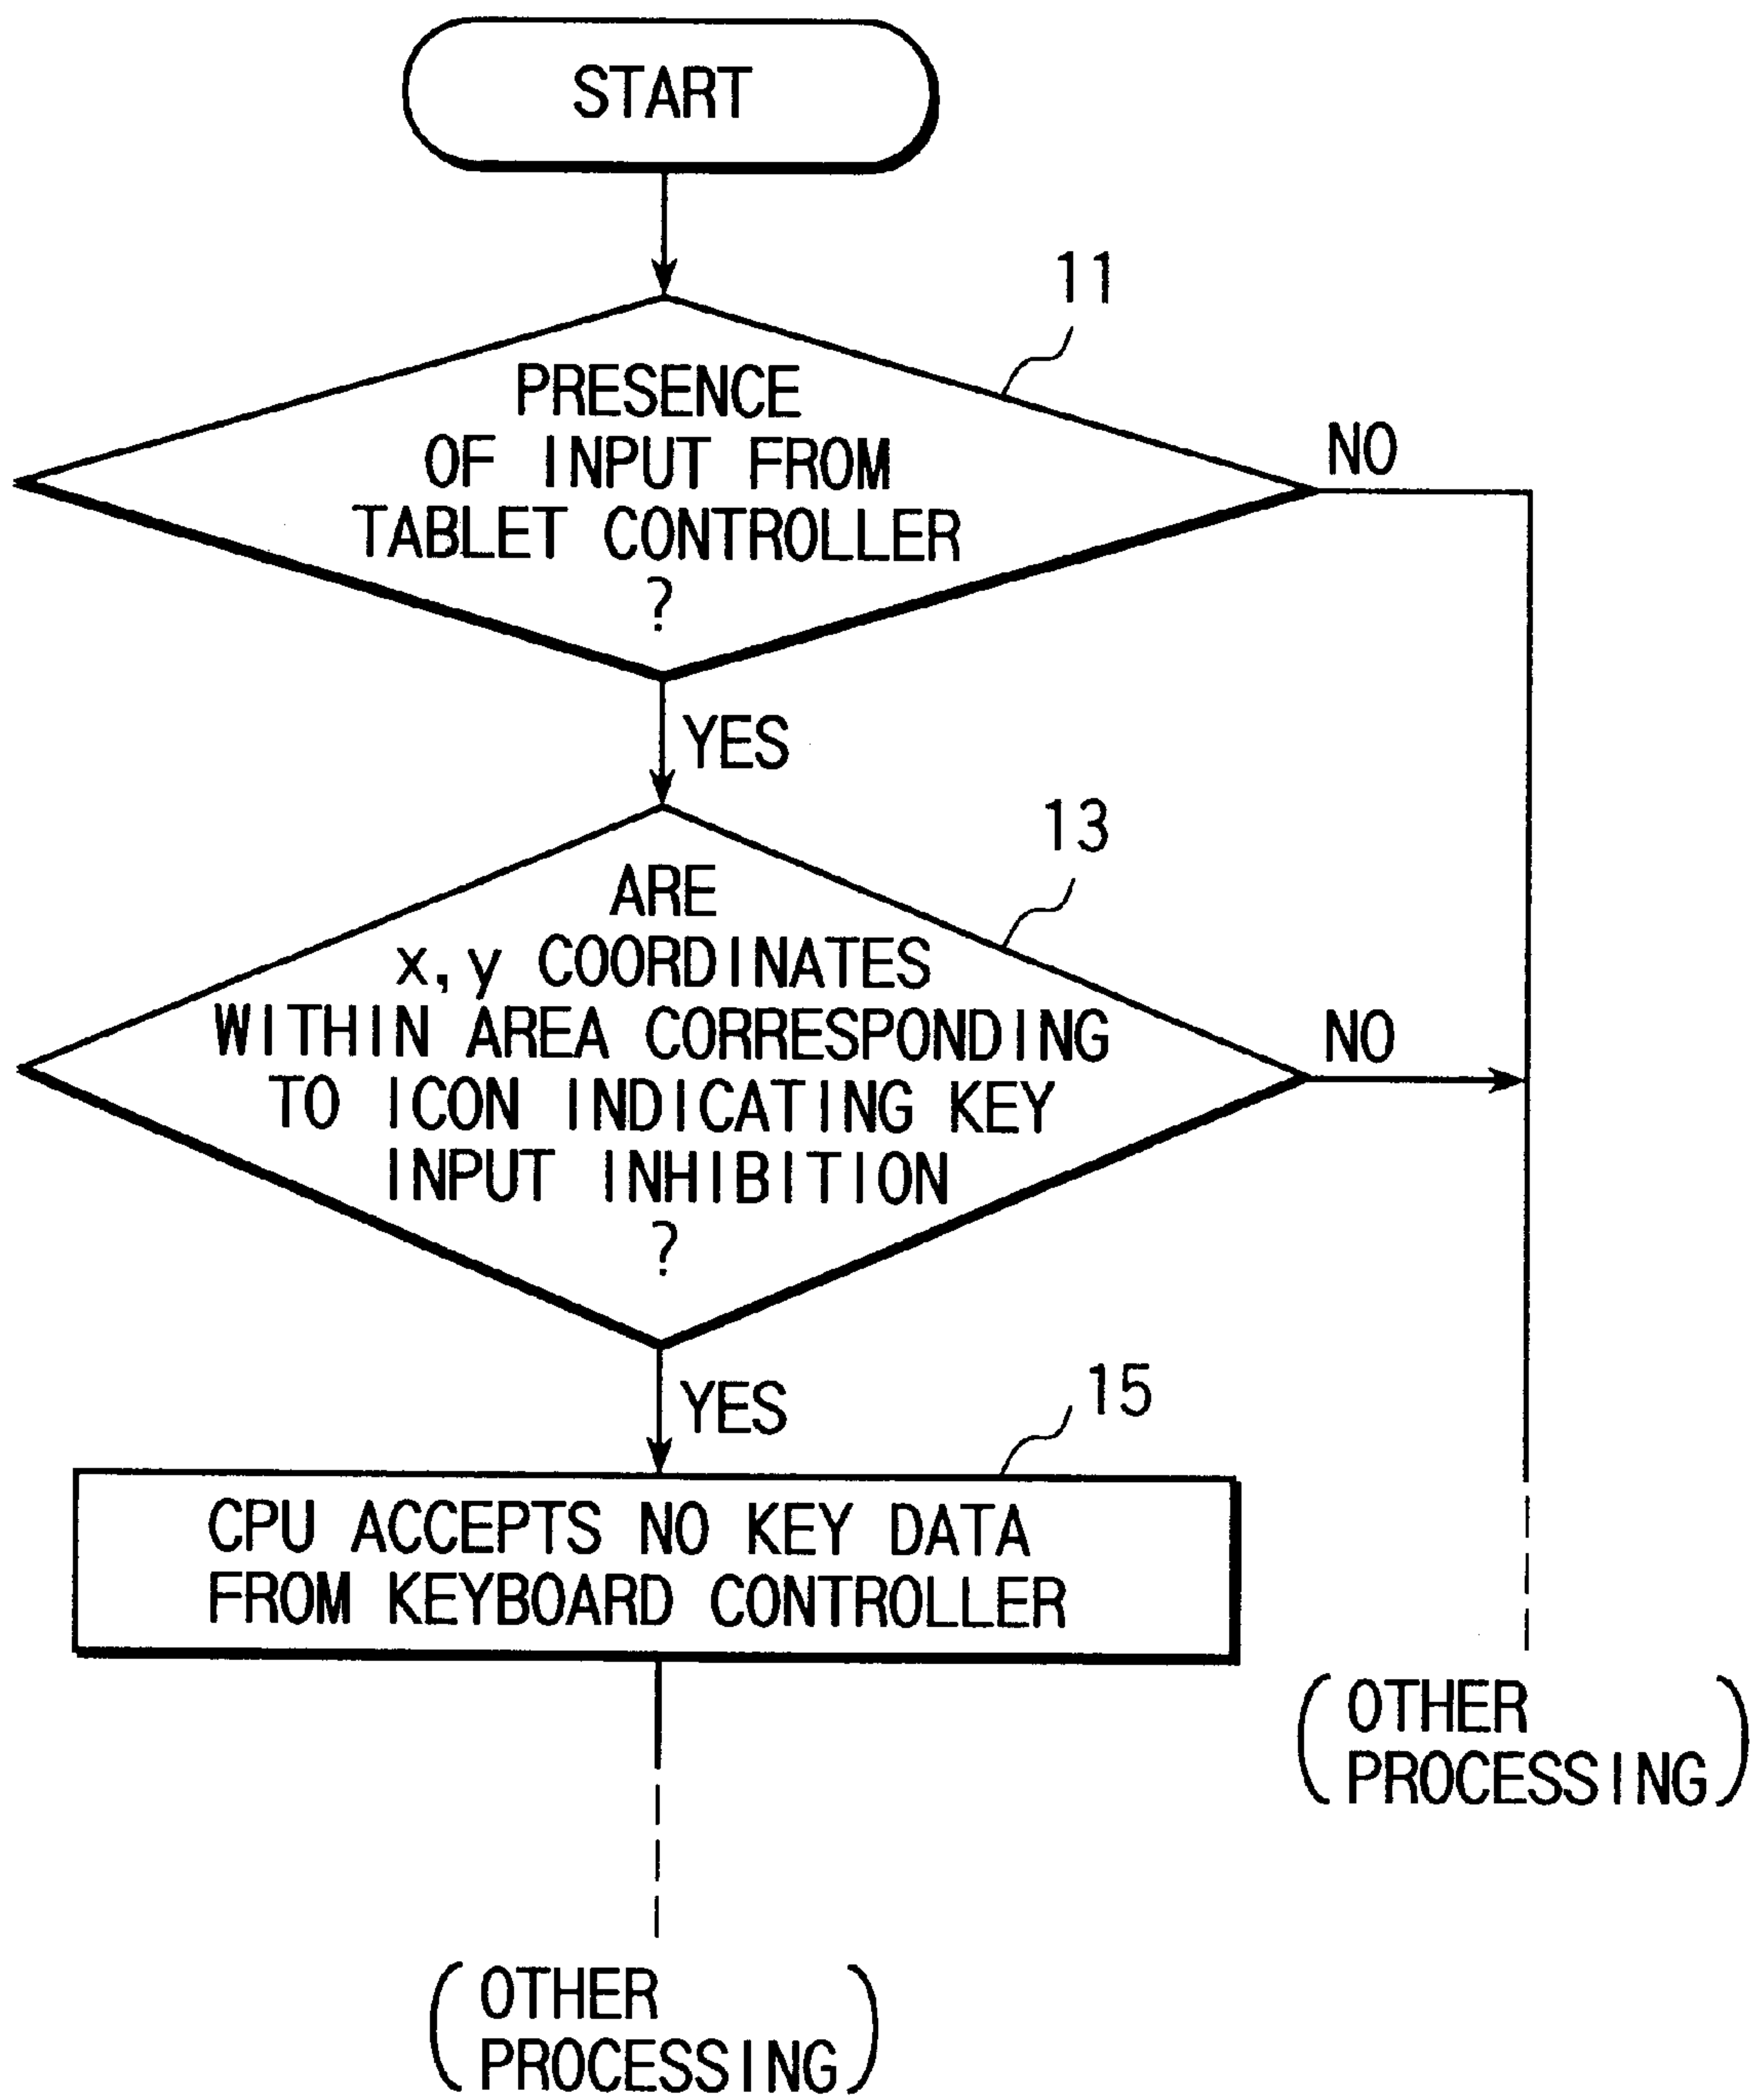 START
11
PRESENCE
OF INPUT FROM
TABLET CONTROLLER
?
NO
YES
13
ARE
x, y COORDINATES
WITHIN AREA CORRESPONDING
TO ICON INDICATING KEY
INPUT INHIBITION
?
NO
YES
15
CPU ACCEPTS NO KEY DATA
FROM KEYBOARD CONTROLLER
(OTHER
PROCESSING)
(OTHER
PROCESSING)